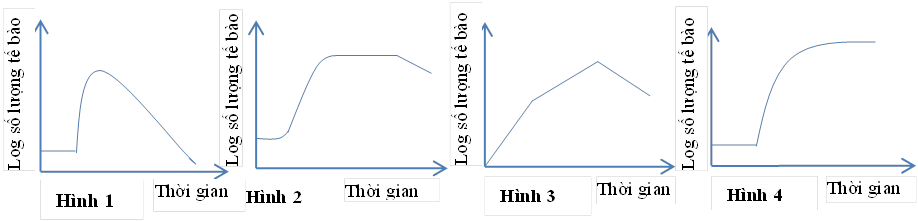 Log số lượng tế bào
Thời gian
Hình 1
Log số lượng tế bào
Thời gian
Hình 2
Log số lượng tế bào
Thời gian
Hình 3
Log số lượng tế bào
Thời gian
Hình 4